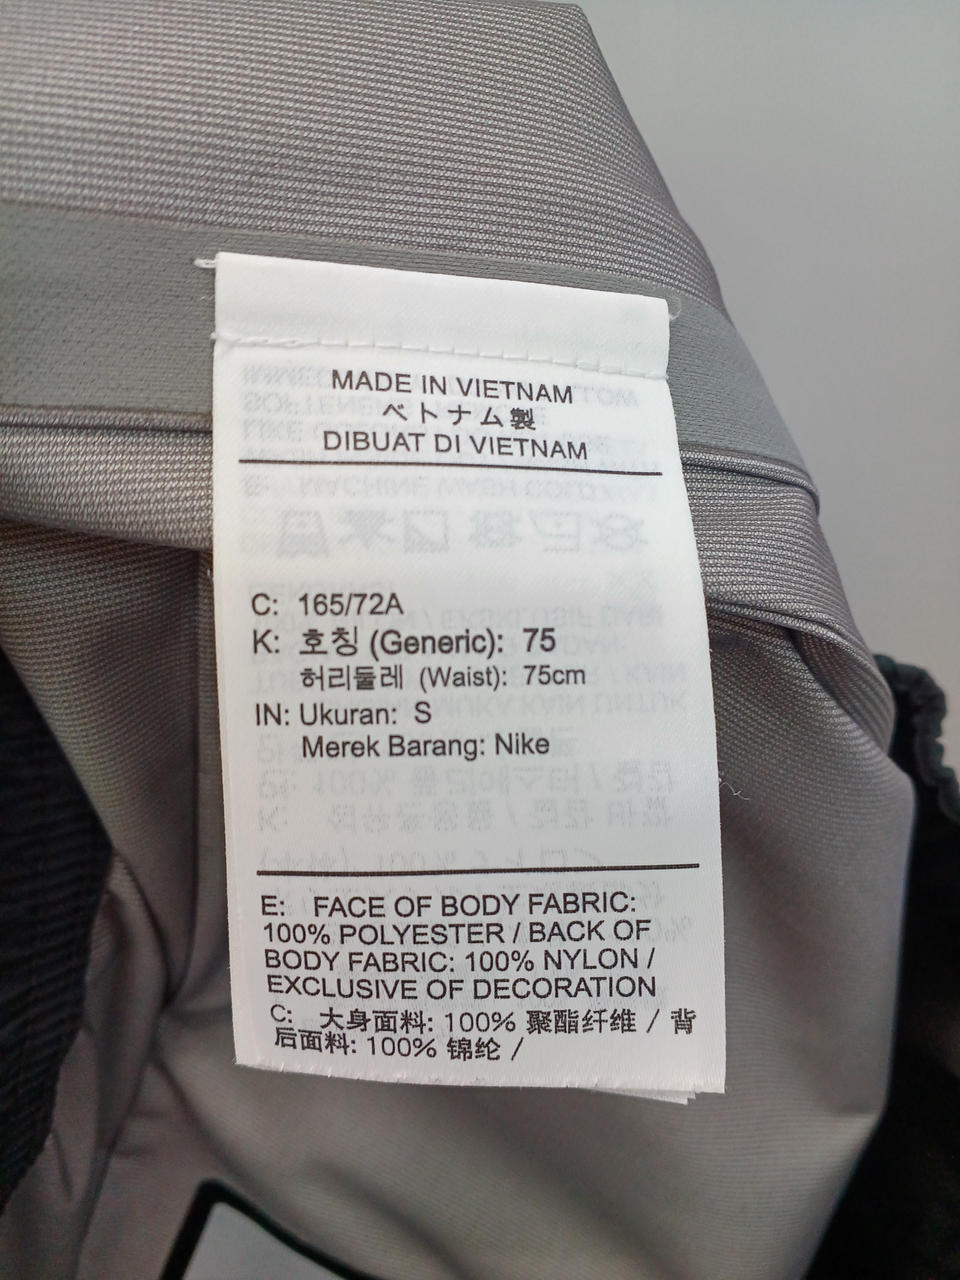 MADE IN VIETNAM
ベトナム製
DIBUAT DI VIETNAM
C: 165/72A
K: 호칭 (Generic): 75
허리둘레 (Waist): 75cm
IN: Ukuran: S
Merek Barang: Nike
E: FACE OF BODY FABRIC:
100% POLYESTER / BACK OF
BODY FABRIC: 100% NYLON /
EXCLUSIVE OF DECORATION
C: 大身面料: 100% 聚酯纤维 / 背
后面料: 100% 锦纶 /